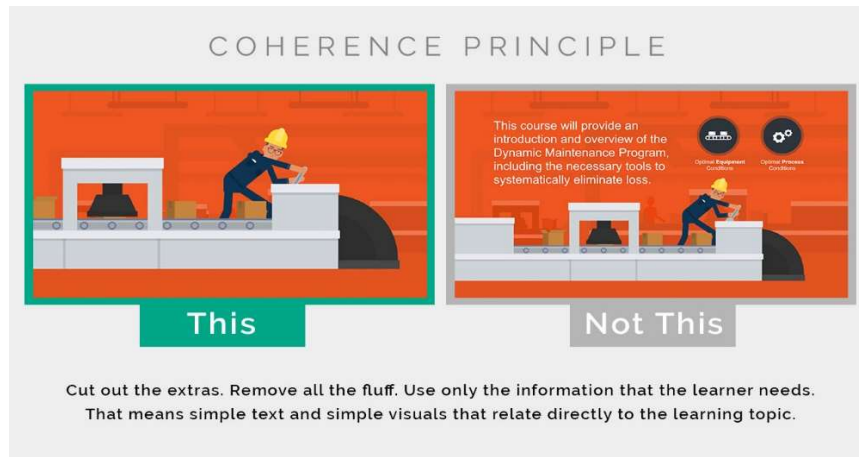 COHERENCE PRINCIPLE
This course will provide an
introduction and overview of the
Dynamic Maintenance Program,
including the necessary tools to
systematically eliminate loss.
Optimal Equipment
Conditions
Optimal Process
Conditions
This
Not This
Cut out the extras. Remove all the fluff. Use only the information that the learner needs.
That means simple text and simple visuals that relate directly to the learning topic.